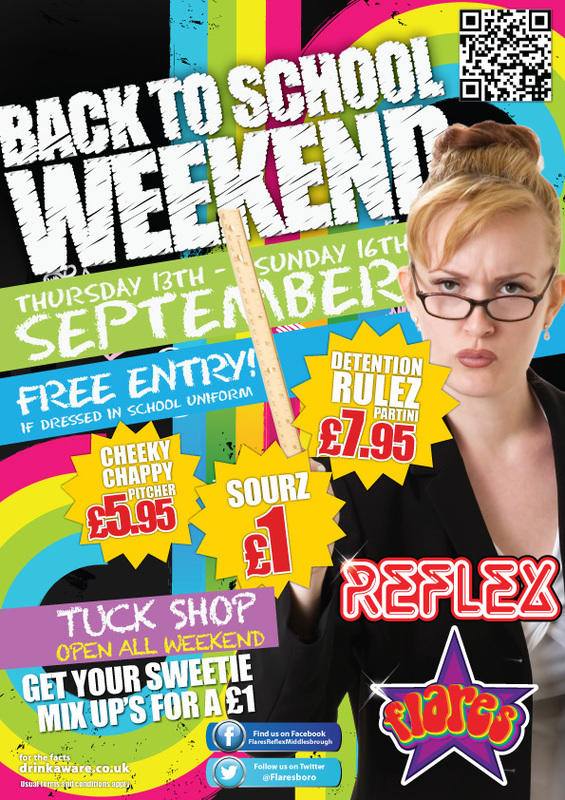 BACK TO SCHOOL
WEEKEND
THURSDAY 13TH - SUNDAY 16TH
SEPTEMBER
FREE ENTRY!
IF DRESSED IN SCHOOL UNIFORM
DETENTION
RULEZ
PARTINI
£7.95
CHEEKY
CHAPPY
PITCHER
£5.95
SOURZ
£1
REFLEX
flares
TUCK SHOP
OPEN ALL WEEKEND
GET YOUR SWEETIE
MIX UP'S FOR A £1
Find us on Facebook
FlaresReflexMiddlesbrough
Follow us on Twitter
@Flaresboro
for the facts
drinkaware.co.uk
Usual terms and conditions apply